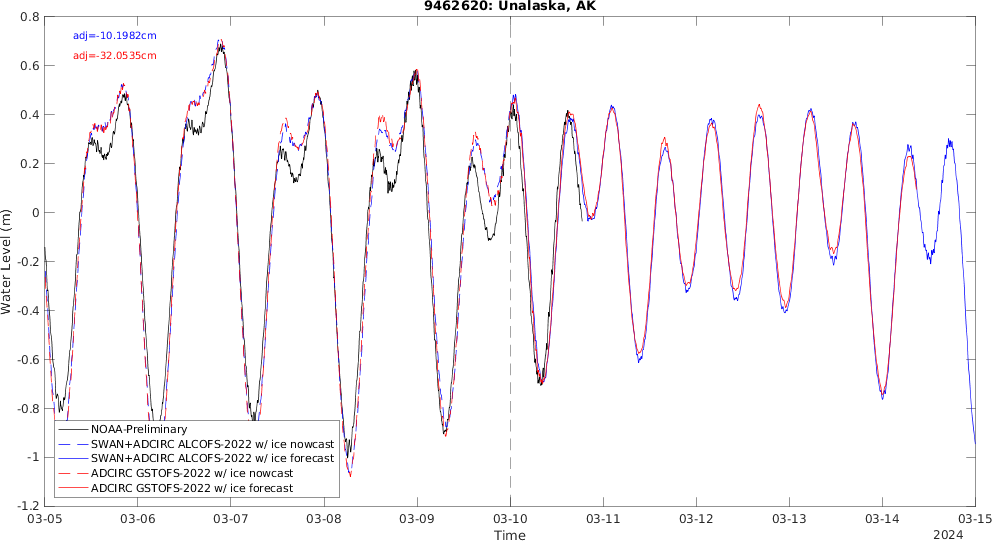 9462620: Unalaska, AK
adj=-10.1982cm
adj=-32.0535cm
0.8
0.6
0.4
0.2
0
-0.2
-0.4
-0.6
-0.8
-1
-1.2
Water Level (m)
NOAA-Preliminary
SWAN+ADCIRC ALCOFS-2022 w/ ice nowcast
SWAN+ADCIRC ALCOFS-2022 w/ ice forecast
ADCIRC GSTOFS-2022 w/ ice nowcast
ADCIRC GSTOFS-2022 w/ ice forecast
03-05 03-06 03-07 03-08 03-09 03-10 03-11 03-12 03-13 03-14 03-15
Time
2024